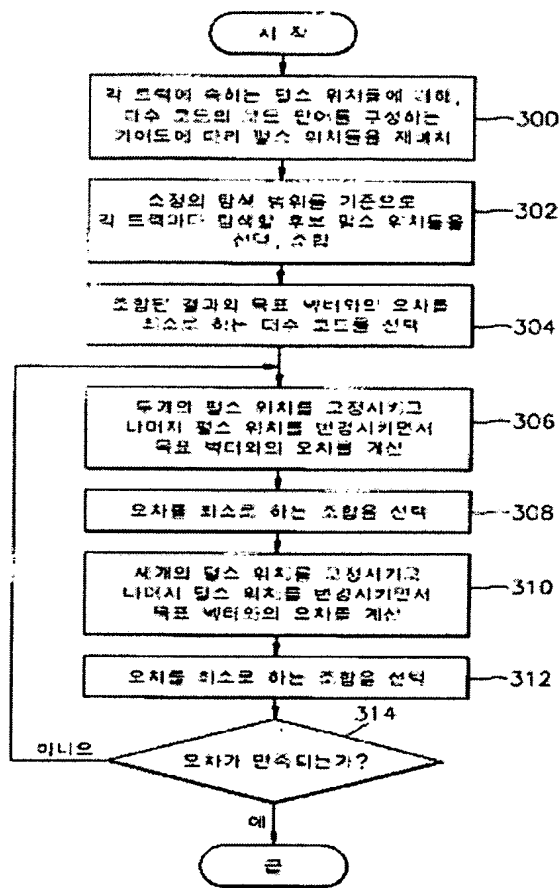 시 작
각 트랙에 속하는 펄스 위치들에 대해,
대수 코드의 코드 단어를 구성하는
기여도에 따라 펄스 위치들을 재배치
300
소정의 탐색 범위를 기준으로
각 트랙마다 탐색할 후보 펄스 위치들을
선택, 조합
302
조합된 결과와 목표 벡터와의 오차를
최소로 하는 대수 코드를 선택
304
두개의 펄스 위치를 고정시키고
나머지 펄스 위치를 변경시키면서
목표 벡터와의 오차를 계산
306
오차를 최소로 하는 조합을 선택
308
세개의 펄스 위치를 고정시키고
나머지 펄스 위치를 변경시키면서
목표 벡터와의 오차를 계산
310
오차를 최소로 하는 조합을 선택
312
314
오차가 만족되는가?
아니오
예
끝